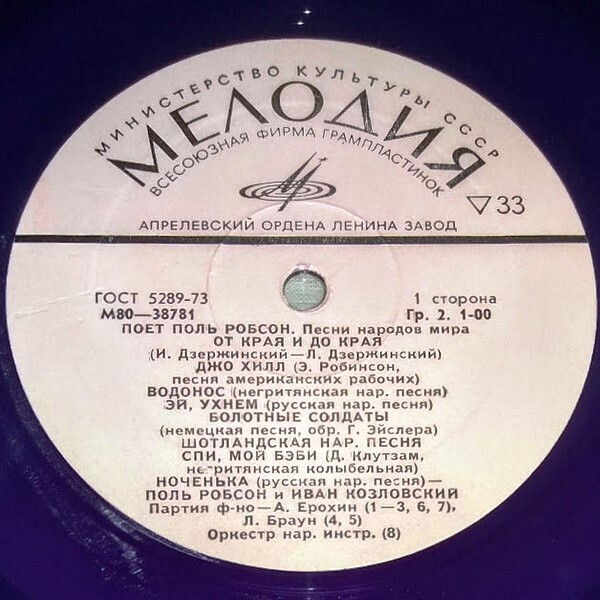 МИНИСТЕРСТВО КУЛЬТУРЫ СССР
МЕЛОДИЯ
ВСЕСОЮЗНАЯ ФИРМА ГРАМПЛАСТИНОК
33
АПРЕЛЕВСКИЙ ОРДЕНА ЛЕНИНА ЗАВОД
ГОСТ 5289-73 1 сторона
М80—38781 Гр. 2. 1-00
ПОЕТ ПОЛЬ РОБСОН. Песни народов мира
ОТ КРАЯ И ДО КРАЯ
(И. Дзержинский—Л. Дзержинский)
ДЖО ХИЛЛ (Э. Робинсон,
песня американских рабочих)
ВОДОНОС (негритянская нар. песня)
ЭЙ, УХНЕМ (русская нар. песня)
БОЛОТНЫЕ СОЛДАТЫ
(немецкая песня, обр. Г. Эйслера)
ШОТЛАНДСКАЯ НАР. ПЕСНЯ
СПИ, МОЙ БЭБИ (Д. Клутзам,
негритянская колыбельная)
НОЧЕНЬКА (русская нар. песня)—
ПОЛЬ РОБСОН и ИВАН КОЗЛОВСКИЙ
Партия ф-но—А. Ерохин (1—3, 6, 7),
Л. Браун (4, 5)
Оркестр нар. инстр. (8)